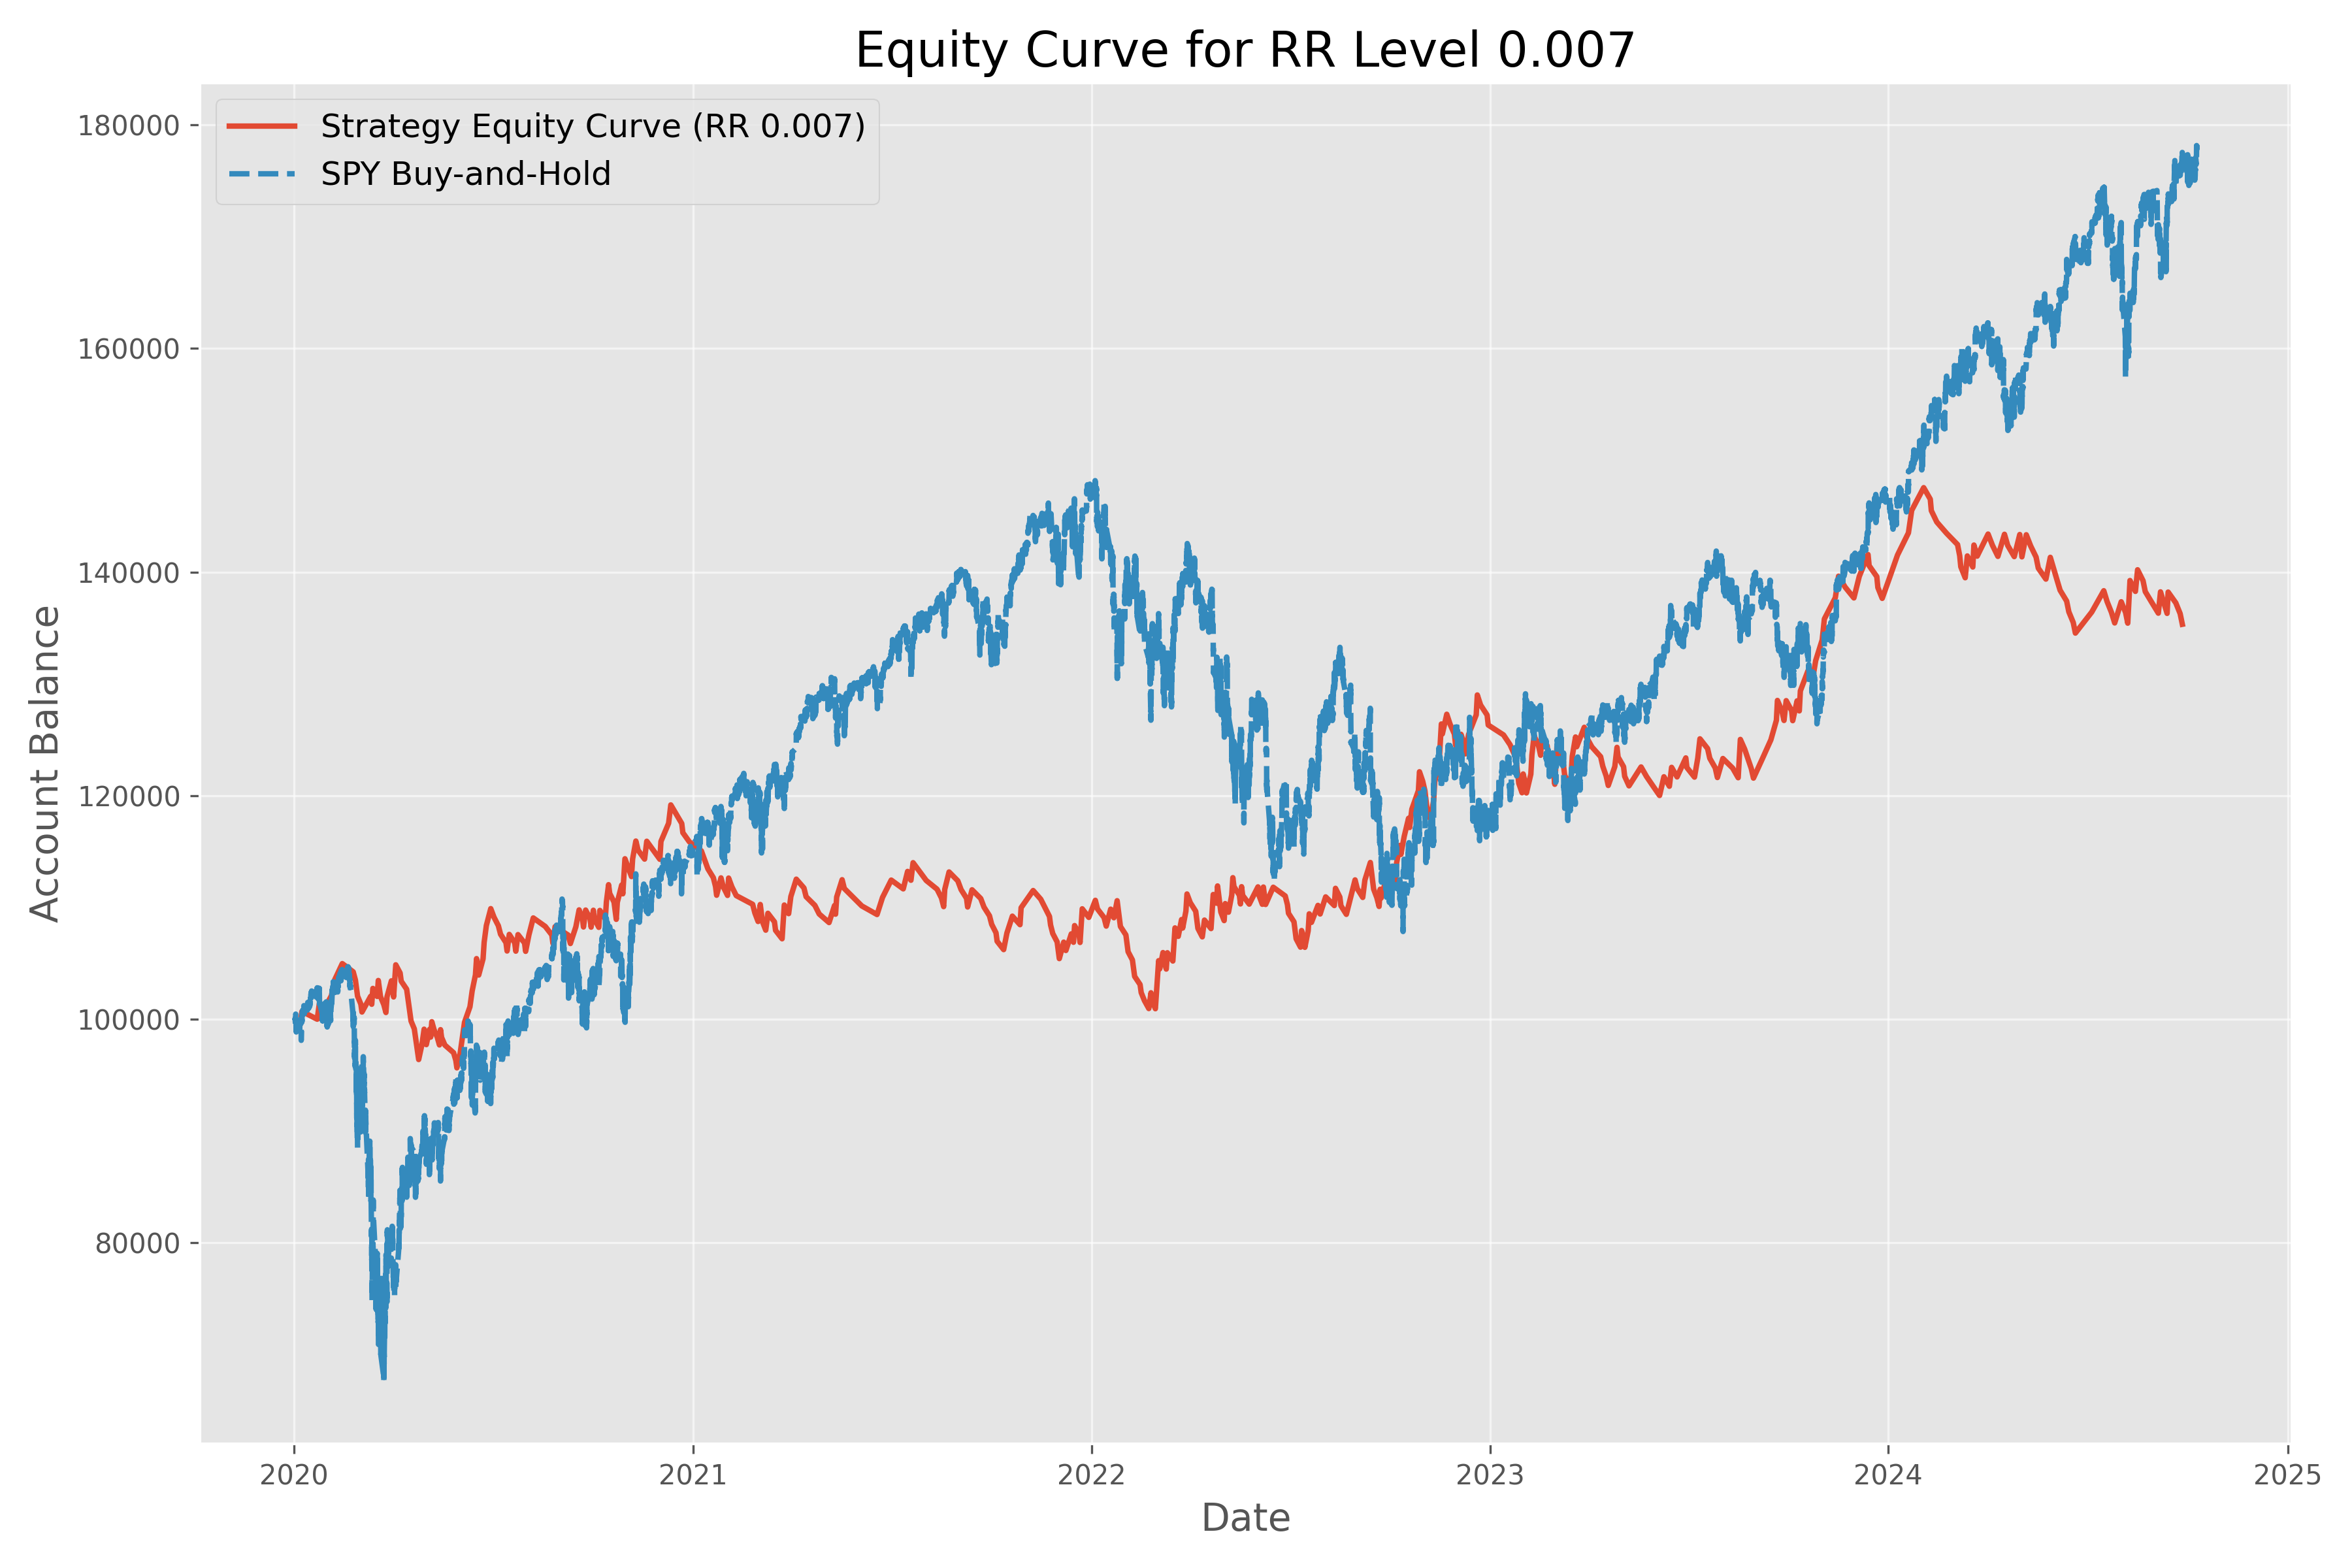 Equity Curve for RR Level 0.007
Strategy Equity Curve (RR 0.007)
SPY Buy-and-Hold
180000
160000
140000
120000
100000
80000
Account Balance
2020
2021
2022
2023
2024
2025
Date